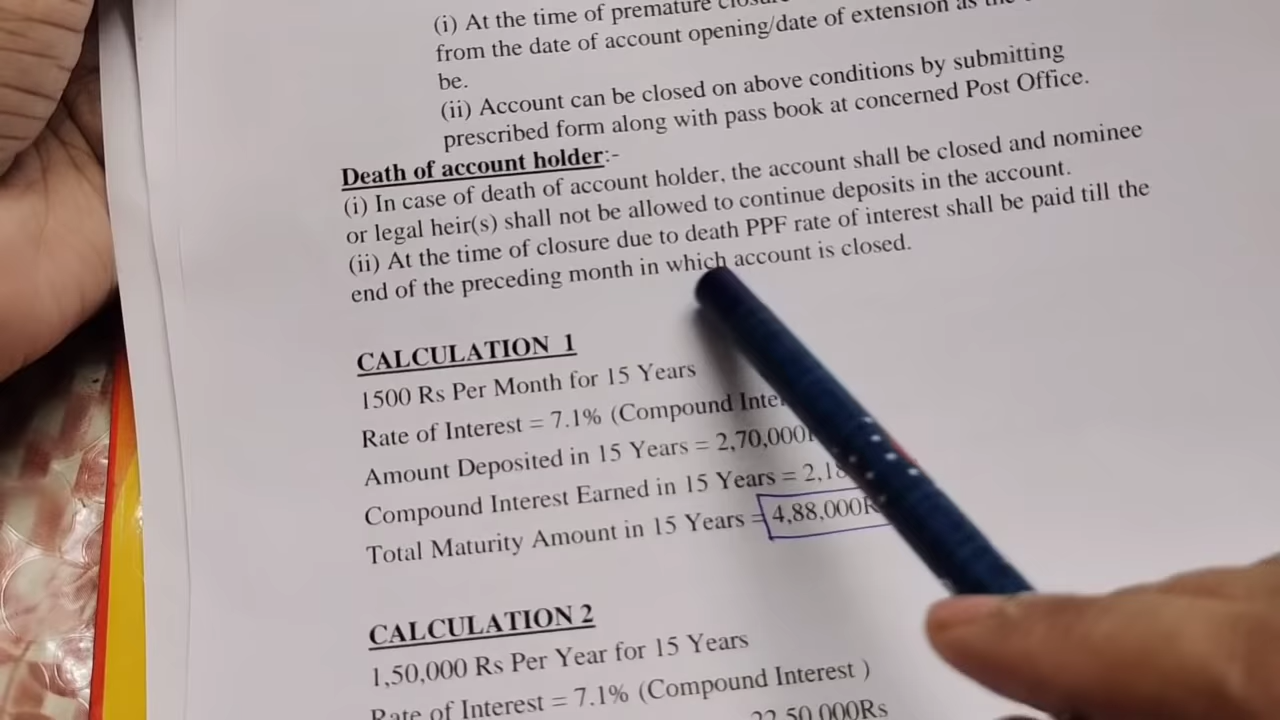 (i) At the time of premature
from the date of account opening/date of extension as the
be.
(ii) Account can be closed on above conditions by submitting
prescribed form along with pass book at concerned Post Office.
Death of account holder:-
(i) In case of death of account holder, the account shall be closed and nominee
or legal heir(s) shall not be allowed to continue deposits in the account.
(ii) At the time of closure due to death PPF rate of interest shall be paid till the
end of the preceding month in which account is closed.
CALCULATION 1
1500 Rs Per Month for 15 Years
Rate of Interest = 7.1% (Compound
Amount Deposited in 15 Years = 2,70,000
Compound Interest Earned in 15 Years =
Total Maturity Amount in 15 Years = 4,88,000
CALCULATION 2
1,50,000 Rs Per Year for 15 Years
Rate of Interest = 7.1% (Compound Interest )
22,50,000Rs